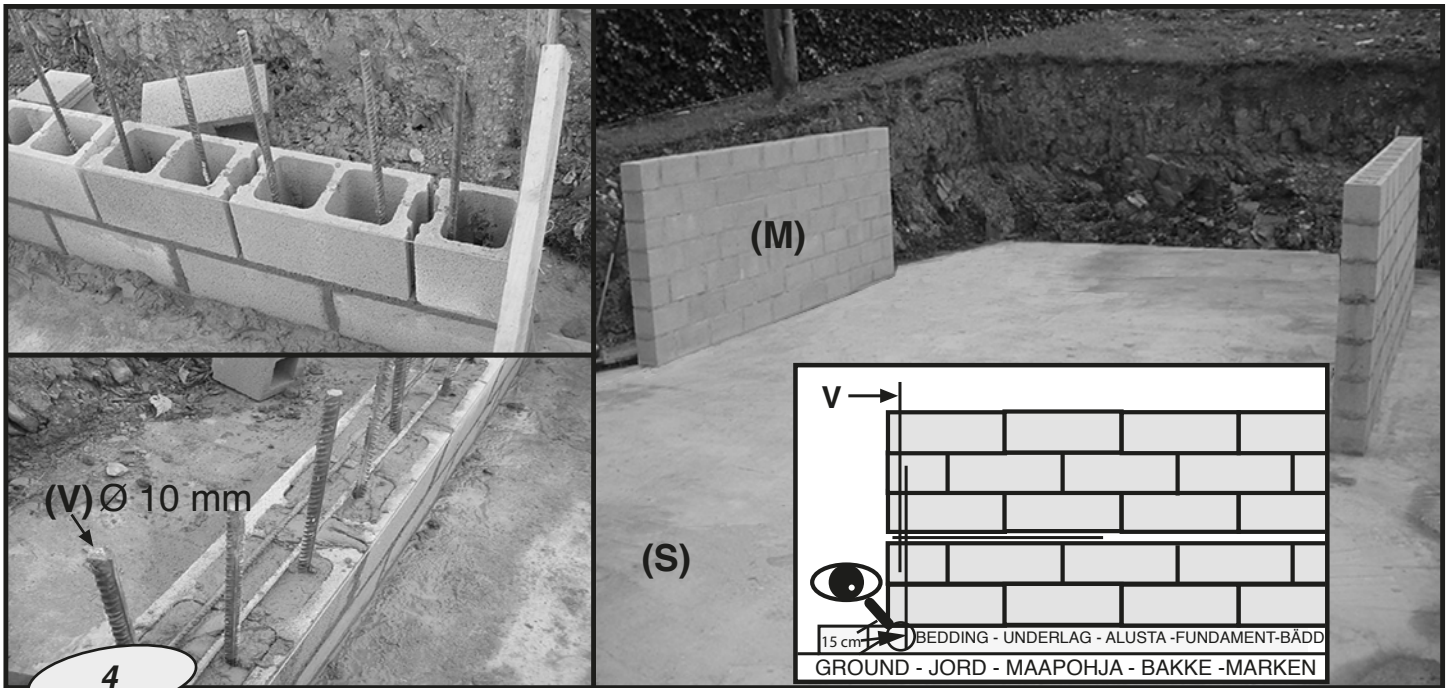 (V) Ø 10 mm
4
(M)
(S)
V
15 cm
BEDDING - UNDERLAG - ALUSTA -FUNDAMENT-BÄDD
GROUND - JORD - MAAPOHJA - BAKKE -MARKEN